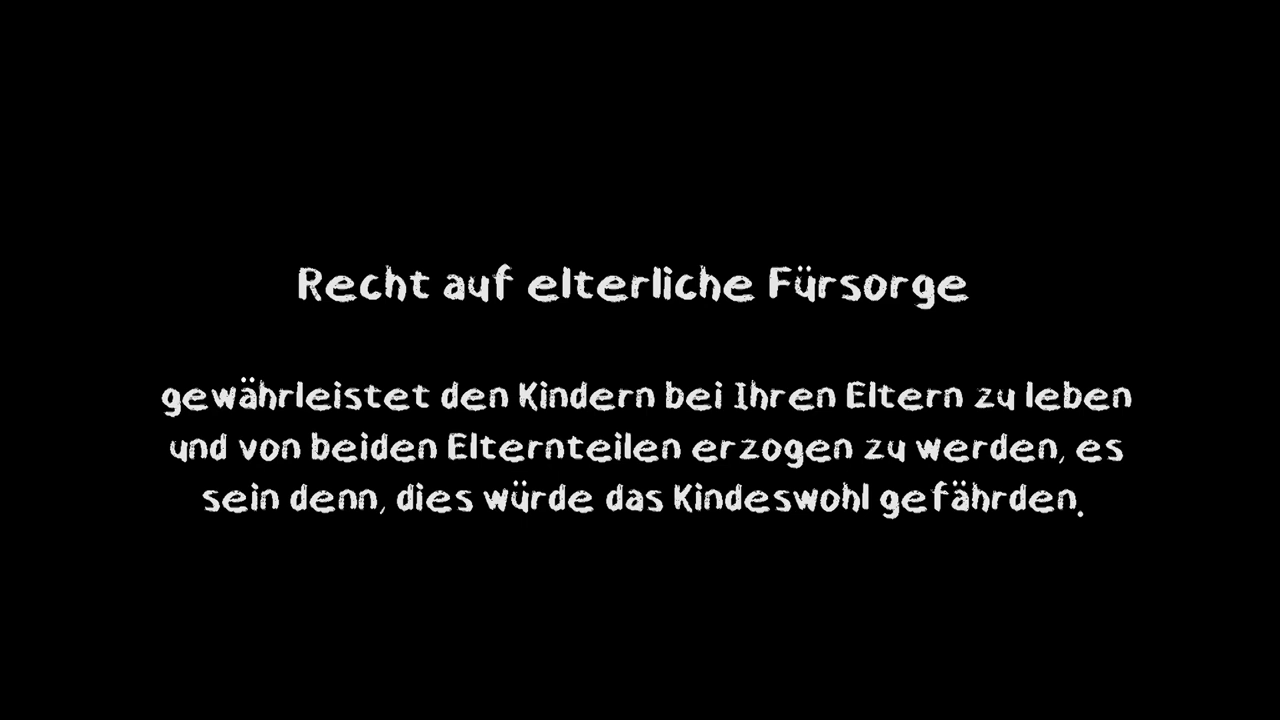 Recht auf elterliche Fürsorge
gewährleistet den Kindern bei Ihren Eltern zu leben
und von beiden Elternteilen erzogen zu werden, es
sein denn, dies würde das Kindeswohl gefährden.